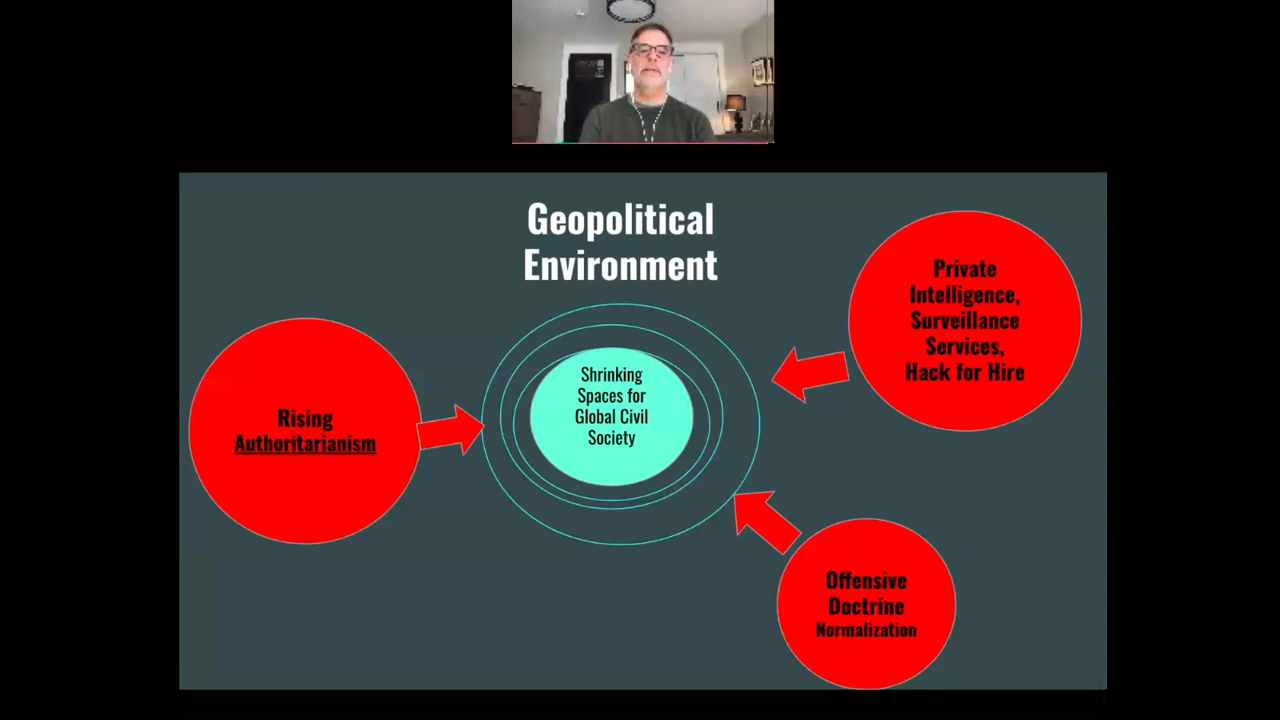 Geopolitical
Environment
Rising
Authoritarianism
Shrinking
Spaces for
Global Civil
Society
Private
Intelligence,
Surveillance
Services,
Hack for Hire
Offensive
Doctrine
Normalization